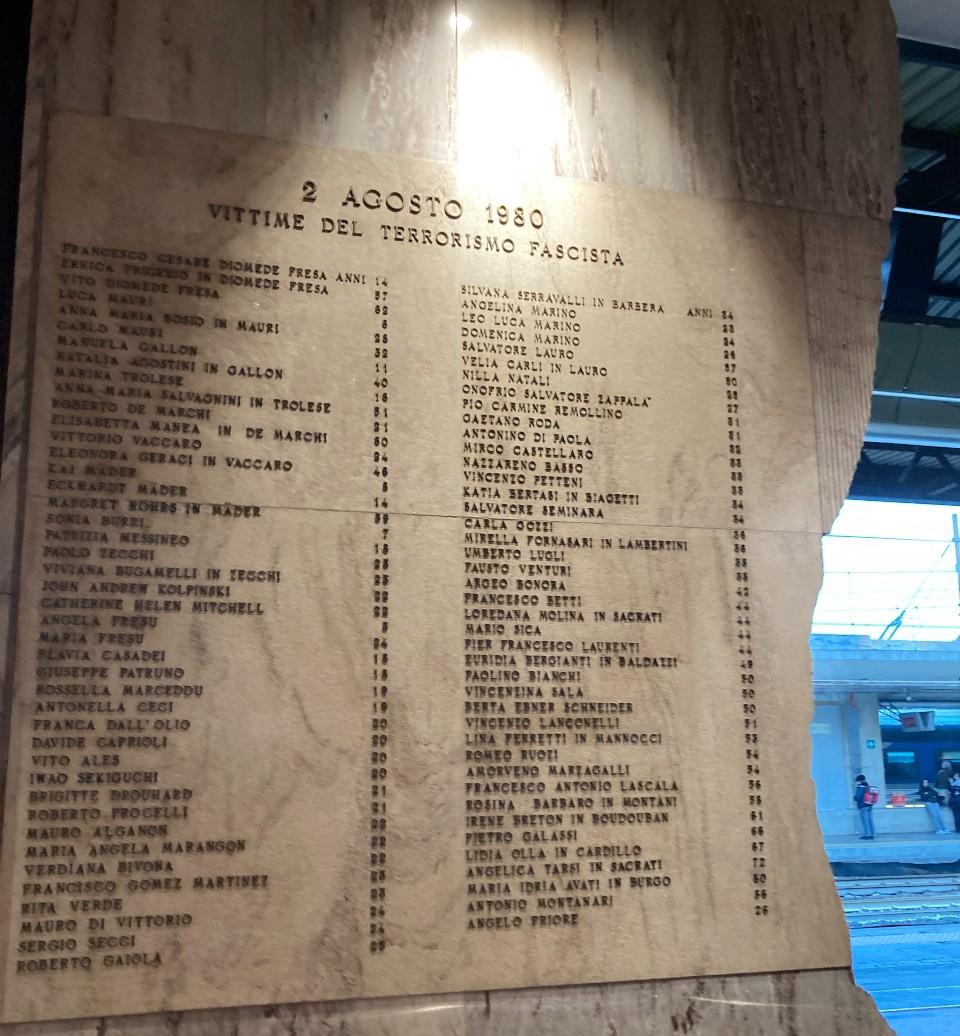 2 AGOSTO 1980
VITTIME DEL TERRORISMO FASCISTA
FRANCESCO CESARE DIOMEDE FRESA ANNI 14
ERRICA FRIGERIO IN DIOMEDE FRESA 57
VITO DIOMEDE FRESA 62
LUCA MAURI 6
ANNA MARIA BOSIO IN MAURI 28
CARLO MAURI 32
MANUELA GALLON 11
NATALIA AGOSTINI IN GALLON 40
MARINA TROLESE 16
ANNA MARIA SALVAGNINI IN TROLESE 51
ROBERTO DE MARCHI 21
ELISABETTA MANEA IN DE MARCHI 60
VITTORIO VACCARO 24
ELEONORA GERACI IN VACCARO 46
KAI MÄDER 8
ECKHARDT MÄDER 14
MARGRET ROHRS IN MÄDER 39
SONIA BURRI 7
PATRIZIA MESSINEO 18
PAOLO ZECCHI 23
VIVIANA BUGAMELLI IN ZECCHI 23
JOHN ANDREW KOLPINSKI 22
CATHERINE HELEN MITCHELL 22
ANGELA FRESU 3
MARIA FRESU 24
FLAVIA CASADEI 18
GIUSEPPE PATRUNO 18
ROSSELLA MARCEDDU 19
ANTONELLA CECI 19
FRANCA DALL'OLIO 20
DAVIDE CAPRIOLI 20
VITO ALES 20
IWAO SEKIGUCHI 20
BRIGITTE DROUHARD 21
ROBERTO PROCELLI 21
MAURO ALGANON 22
MARIA ANGELA MARANGON 22
VERDIANA BIVONA 22
FRANCISCO GOMEZ MARTINEZ 23
RITA VERDE 23
MAURO DI VITTORIO 24
SERGIO SECCI 24
ROBERTO GAIOLA 25
SILVANA SERRAVALLI IN BARBERA ANNI 34
ANGELINA MARINO 23
LEO LUCA MARINO 24
DOMENICA MARINO 26
SALVATORE LAURO 57
VELIA CARLI IN LAURO 50
NILLA NATALI 25
ONOFRIO SALVATORE ZAPPALA' 27
PIO CARMINE REMOLLINO 31
GAETANO RODA 31
ANTONINO DI PAOLA 32
MIRCO CASTELLARO 33
NAZZARENO BASSO 33
VINCENZO PETTENI 34
KATIA BERTASI IN BIAGETTI 34
SALVATORE SEMINARA 34
CARLA GOZZI 36
MIRELLA FORNASARI IN LAMBERTINI 36
UMBERTO LUGLI 38
FAUSTO VENTURI 38
ARGEO BONORA 42
FRANCESCO BETTI 44
LOREDANA MOLINA IN SACRATI 44
MARIO SICA 44
PIER FRANCESCO LAURENTI 44
EURIDIA BERGIANTI IN BALDAZZI 49
PAOLINO BIANCHI 50
VINCENZINA SALA 50
BERTA EBNER SCHNEIDER 50
VINCENZO LANCONELLI 51
LINA FERRETTI IN MANNOCCI 53
ROMEO RUOZI 54
AMORVENO MARZAGALLI 54
FRANCESCO ANTONIO LASCALA 56
ROSINA BARBARO IN MONTANI 58
IRENE BRETON IN BOUDOUBAN 61
PIETRO GALASSI 66
LIDIA OLLA IN CARDILLO 67
ANGELICA TARSI IN SACRATI 72
MARIA IDRIA AVATI IN BURGO 80
ANTONIO MONTANARI 86
ANGELO PRIORE 26